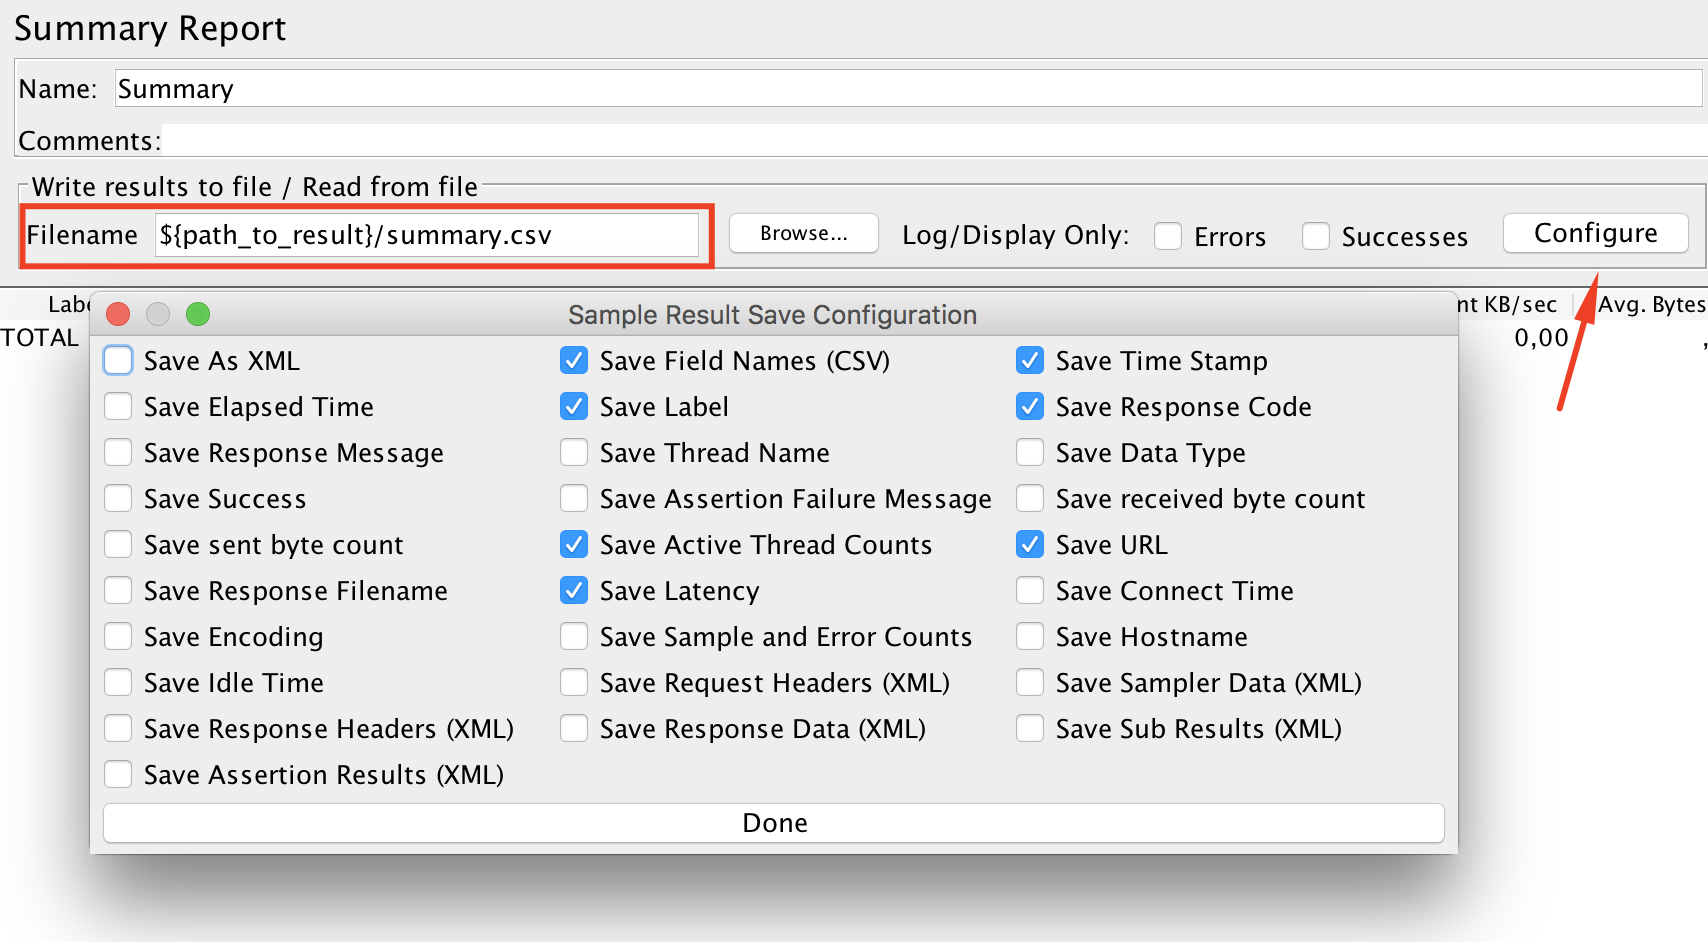 Summary Report
Name: Summary
Comments:
Write results to file / Read from file
Filename ${path_to_result}/summary.csv Browse... Log/Display Only: Errors Successes Configure
KB/sec Avg. Bytes
TOTAL 0,00
Sample Result Save Configuration
Save As XML Save Field Names (CSV) Save Time Stamp
Save Elapsed Time Save Label Save Response Code
Save Response Message Save Thread Name Save Data Type
Save Success Save Assertion Failure Message Save received byte count
Save sent byte count Save Active Thread Counts Save URL
Save Response Filename Save Latency Save Connect Time
Save Encoding Save Sample and Error Counts Save Hostname
Save Idle Time Save Request Headers (XML) Save Sampler Data (XML)
Save Response Headers (XML) Save Response Data (XML) Save Sub Results (XML)
Save Assertion Results (XML)
Done